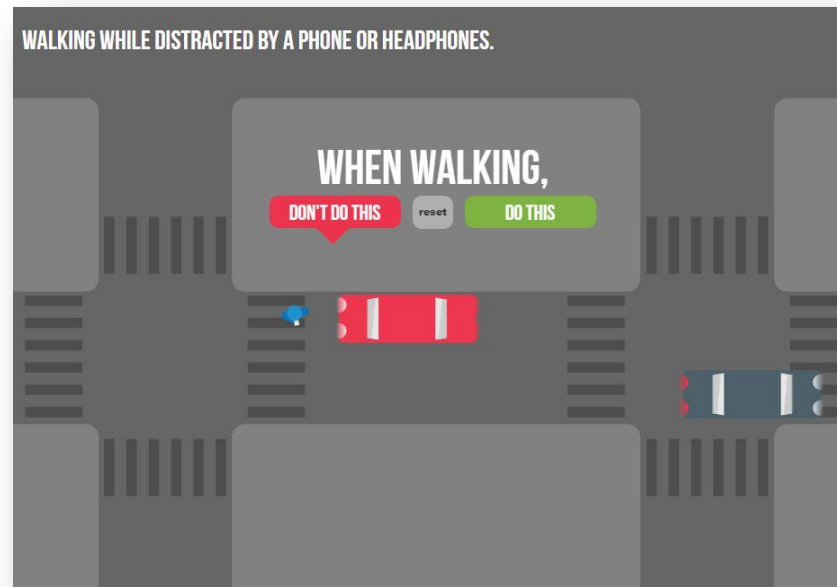 WALKING WHILE DISTRACTED BY A PHONE OR HEADPHONES.
WHEN WALKING,
DON'T DO THIS
reset
DO THIS